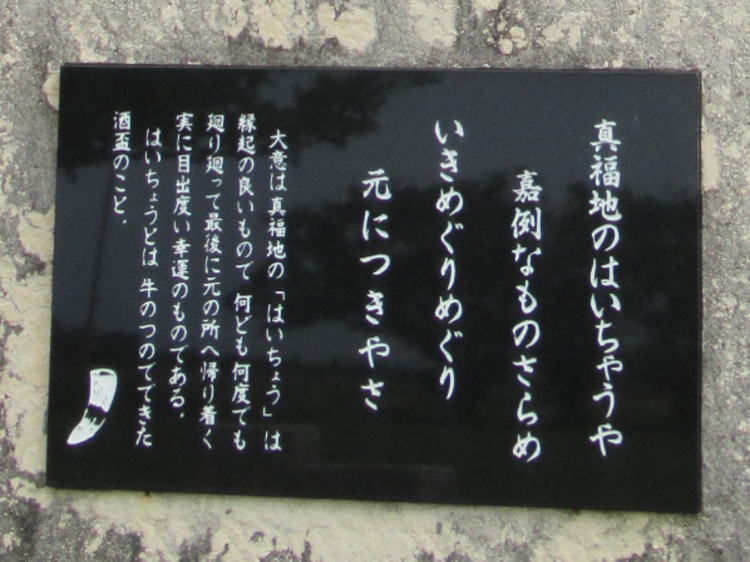 真福地のはいちゃうや
嘉例なものさらめ
いきめぐりめぐり
元につきやさ
大意は真福地の「はいちょう」は
縁起の良いもので何ども何度でも
廻り廻って最後に元の所へ帰り着く
実に目出度い幸運のものである。
はいちょうとは牛のつのでできた
酒盃のこと。